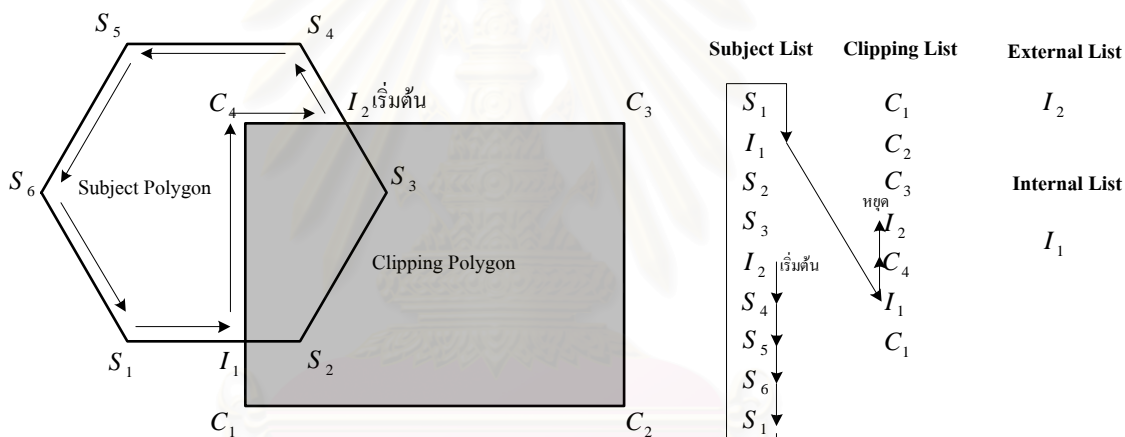 S5
S4
C4
I2 เริ่มต้น
C3
S6
Subject Polygon
S3
Clipping Polygon
S1
I1
S2
C1
C2
Subject List
S1
I1
S2
S3
I2 เริ่มต้น
S4
S5
S6
S1
Clipping List
C1
C2
C3
หยุด
I2
C4
I1
C1
External List
I2
Internal List
I1